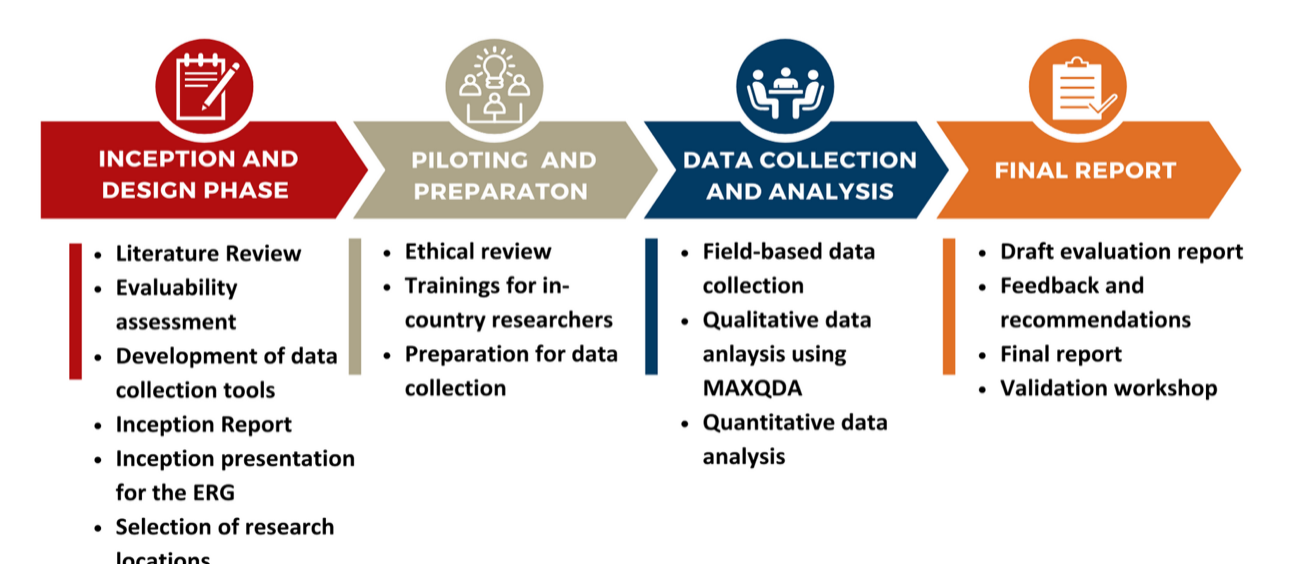 INCEPTION AND
DESIGN PHASE
• Literature Review
• Evaluability
assessment
• Development of data
collection tools
• Inception Report
• Inception presentation
for the ERG
• Selection of research
locations
PILOTING AND
PREPARATON
• Ethical review
• Trainings for in-
country researchers
• Preparation for data
collection
DATA COLLECTION
AND ANALYSIS
• Field-based data
collection
• Qualitative data
anlaysis using
MAXQDA
• Quantitative data
analysis
FINAL REPORT
• Draft evaluation report
• Feedback and
recommendations
• Final report
• Validation workshop